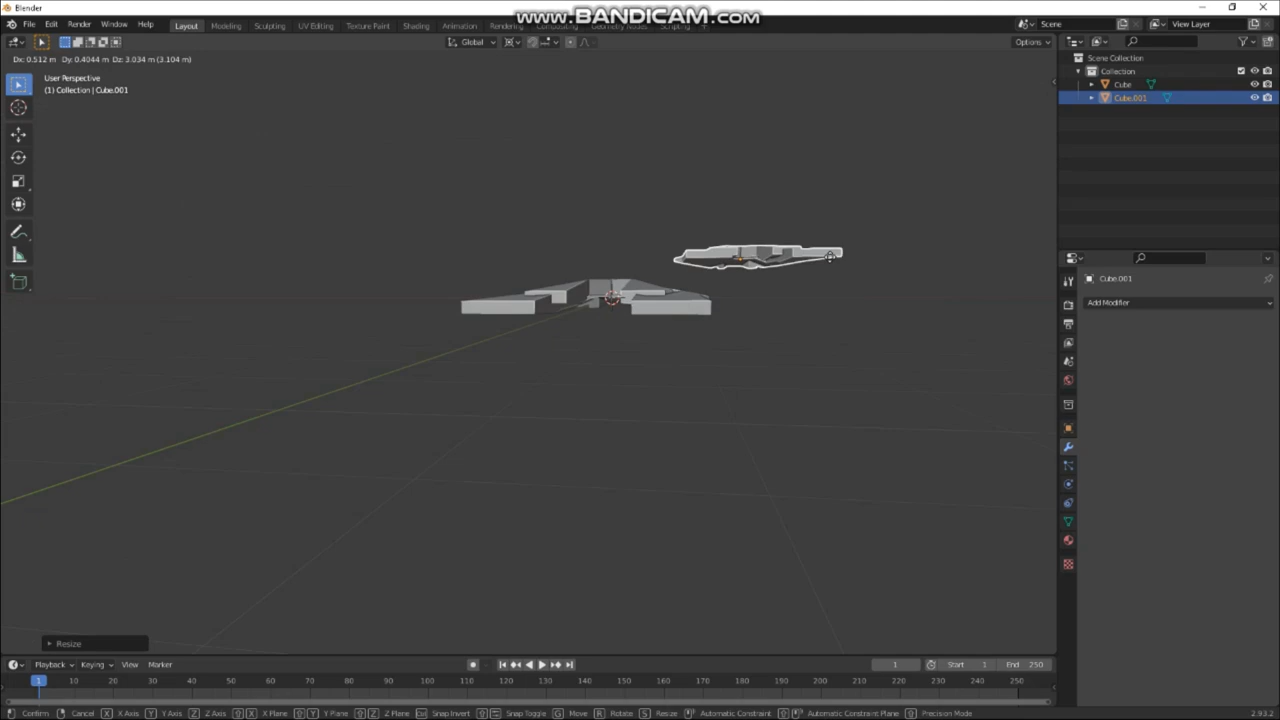 Blender
www.BANDICAM.com
File Edit Render Window Help Layout Modeling Sculpting UV Editing Texture Paint Shading Animation Rendering Scripting Scene View Layer
Global Options
Dx: 0.512 m Dy: 0.4044 m Dz: 3.034 m (3.104 m)
User Perspective
(1) Collection | Cube.001
Scene Collection
Collection
Cube
Cube.001
Cube.001
Add Modifier
Resize
Playback Keying View Marker 1 Start 1 End 250
1 10 20 30 40 50 60 70 80 90 100 110 120 130 140 150 160 170 180 190 200 210 220 230 240 250
Confirm Cancel X X Axis Y Y Axis Z Z Axis X X Plane Y Y Plane Z Z Plane Ctrl Snap Invert Snap Toggle G Move R Rotate S Resize Automatic Constraint Automatic Constraint Plane Precision Mode 2.93.2